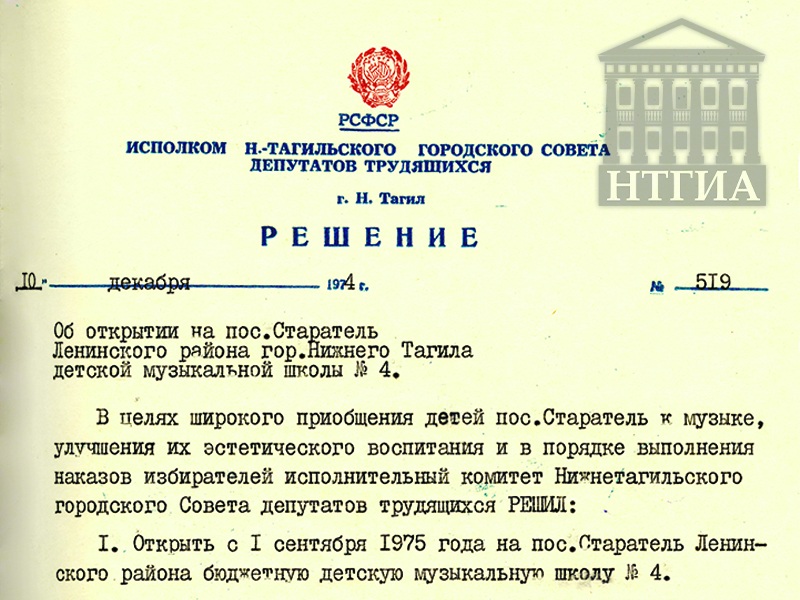 НТГИА
РСФСР
ИСПОЛКОМ Н.-ТАГИЛЬСКОГО ГОРОДСКОГО СОВЕТА
ДЕПУТАТОВ ТРУДЯЩИХСЯ
г. Н. Тагил
РЕШЕНИЕ
10" декабря 1974 г. № 519
Об открытии на пос.Старатель
Ленинского района гор.Нижнего Тагила
детской музыкальной школы № 4.
В целях широкого приобщения детей пос.Старатель к музыке,
улучшения их эстетического воспитания и в порядке выполнения
наказов избирателей исполнительный комитет Нижнетагильского
городского Совета депутатов трудящихся РЕШИЛ:
I. Открыть с I сентября 1975 года на пос.Старатель Ленин-
ского района бюджетную детскую музыкальную школу № 4.